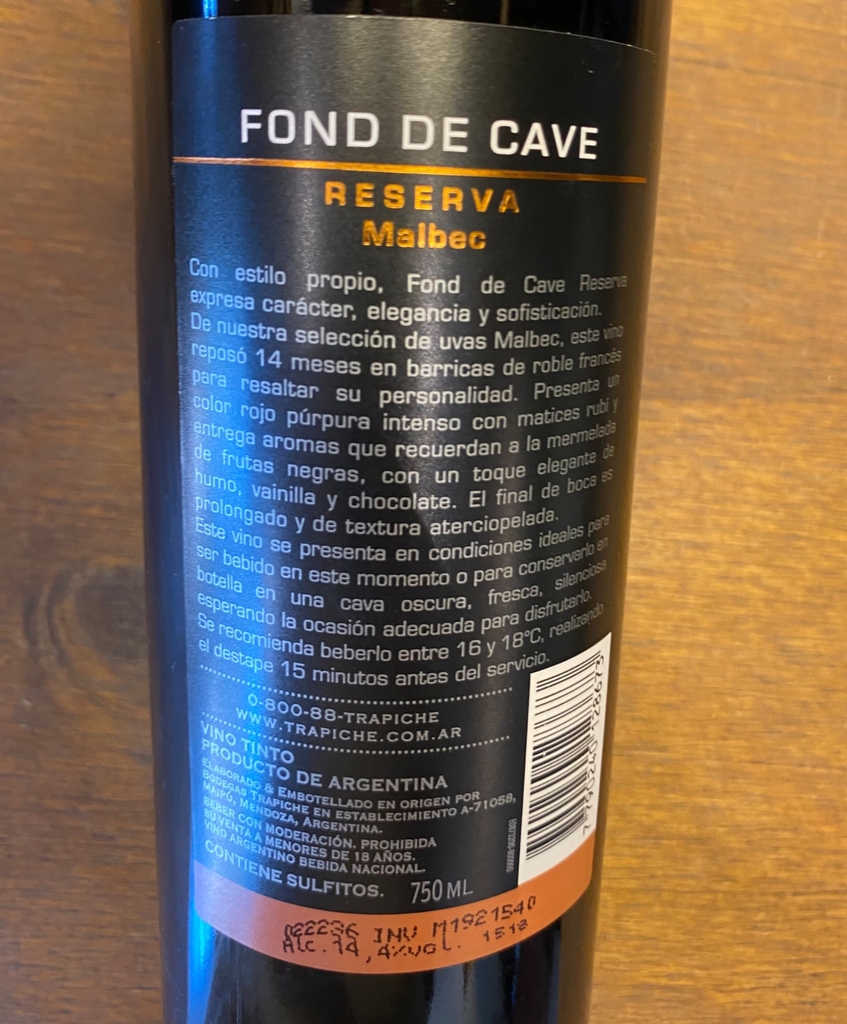 FOND DE CAVE
RESERVA
Malbec
Con estilo propio, Fond de Cave Reserva
expresa carácter, elegancia y sofisticación.
De nuestra selección de uvas Malbec, este vino
reposó 14 meses en barricas de roble francés
para resaltar su personalidad. Presenta un
color rojo púrpura intenso con matices rubí y
entrega aromas que recuerdan a la mermelada
de frutas negras, con un toque elegante de
humo, vainilla y chocolate. El final de boca es
prolongado y de textura aterciopelada.
Este vino se presenta en condiciones ideales para
ser bebido en este momento o para conservarlo en
botella en una cava oscura, fresca, silenciosa
esperando la ocasión adecuada para disfrutarlo.
Se recomienda beberlo entre 16 y 18°C, realizando
el destape 15 minutos antes del servicio.
0-800-88-TRAPICHE
WWW.TRAPICHE.COM.AR
VINO TINTO
PRODUCTO DE ARGENTINA
ELABORADO & EMBOTELLADO EN ORIGEN POR
BODEGAS TRAPICHE EN ESTABLECIMIENTO A-71058,
MAIPÚ, MENDOZA, ARGENTINA.
BEBER CON MODERACIÓN. PROHIBIDA
SU VENTA A MENORES DE 18 AÑOS.
VINO ARGENTINO BEBIDA NACIONAL.
CONTIENE SULFITOS. 750 ML
INV M1921540
Alc. 14,4%vol. 1518